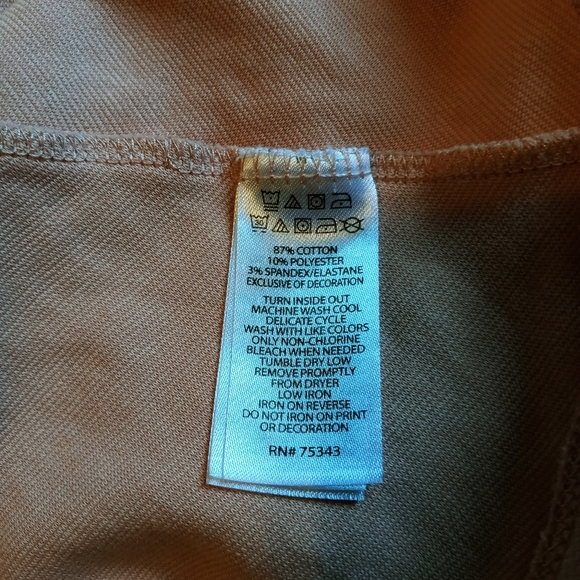 30
87% COTTON
10% POLYESTER
3% SPANDEX/ELASTANE
EXCLUSIVE OF DECORATION
TURN INSIDE OUT
MACHINE WASH COOL
DELICATE CYCLE
WASH WITH LIKE COLORS
ONLY NON-CHLORINE
BLEACH WHEN NEEDED
TUMBLE DRY LOW
REMOVE PROMPTLY
FROM DRYER
LOW IRON
IRON ON REVERSE
DO NOT IRON ON PRINT
OR DECORATION
RN# 75343